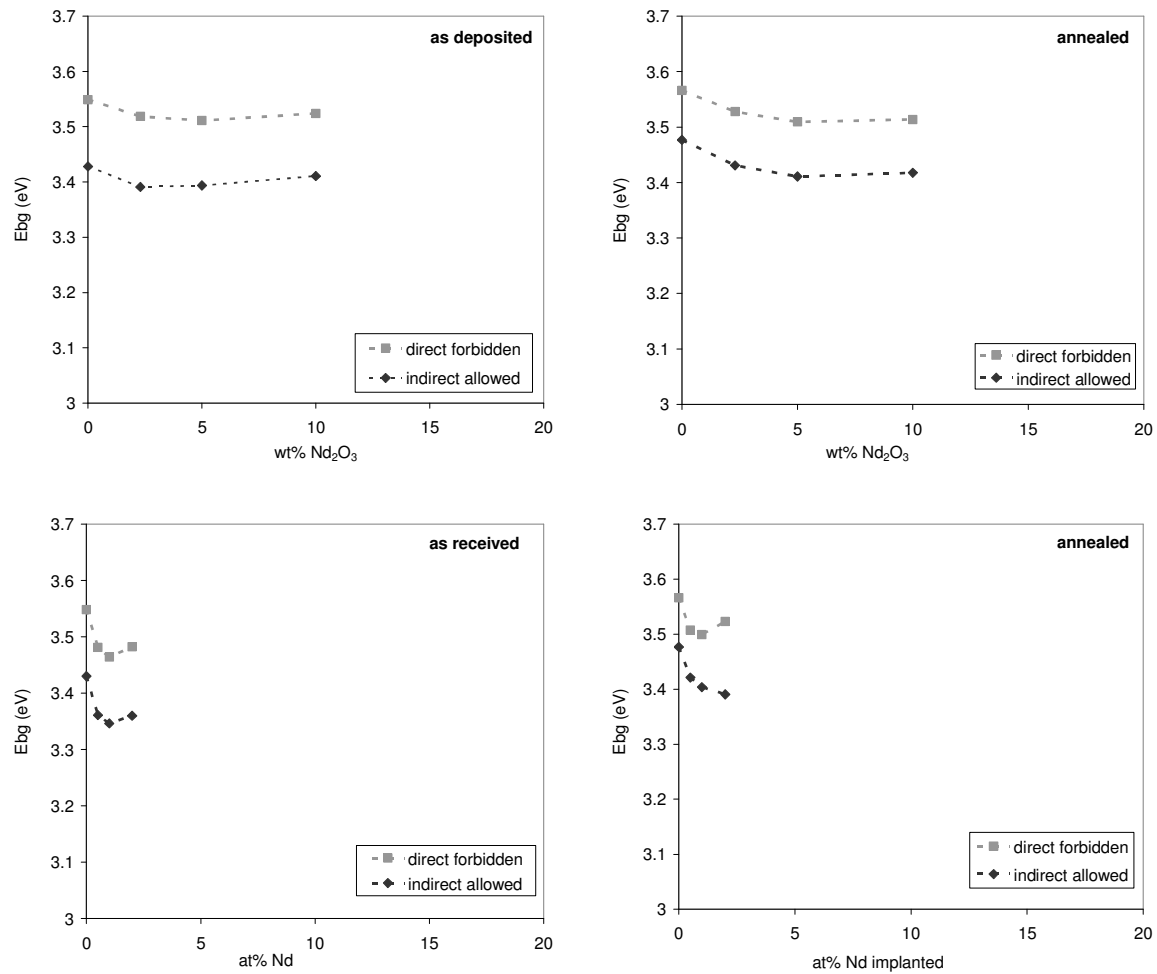 as deposited
3.7
3.6
3.5
3.4
3.3
3.2
3.1
3
Ebg (eV)
direct forbidden
indirect allowed
0 5 10 15 20
wt% Nd₂O₃
annealed
3.7
3.6
3.5
3.4
3.3
3.2
3.1
3
Ebg (eV)
direct forbidden
indirect allowed
0 5 10 15 20
wt% Nd₂O₃
as received
3.7
3.6
3.5
3.4
3.3
3.2
3.1
3
Ebg (eV)
direct forbidden
indirect allowed
0 5 10 15 20
at% Nd
annealed
3.7
3.6
3.5
3.4
3.3
3.2
3.1
3
Ebg (eV)
direct forbidden
indirect allowed
0 5 10 15 20
at% Nd implanted